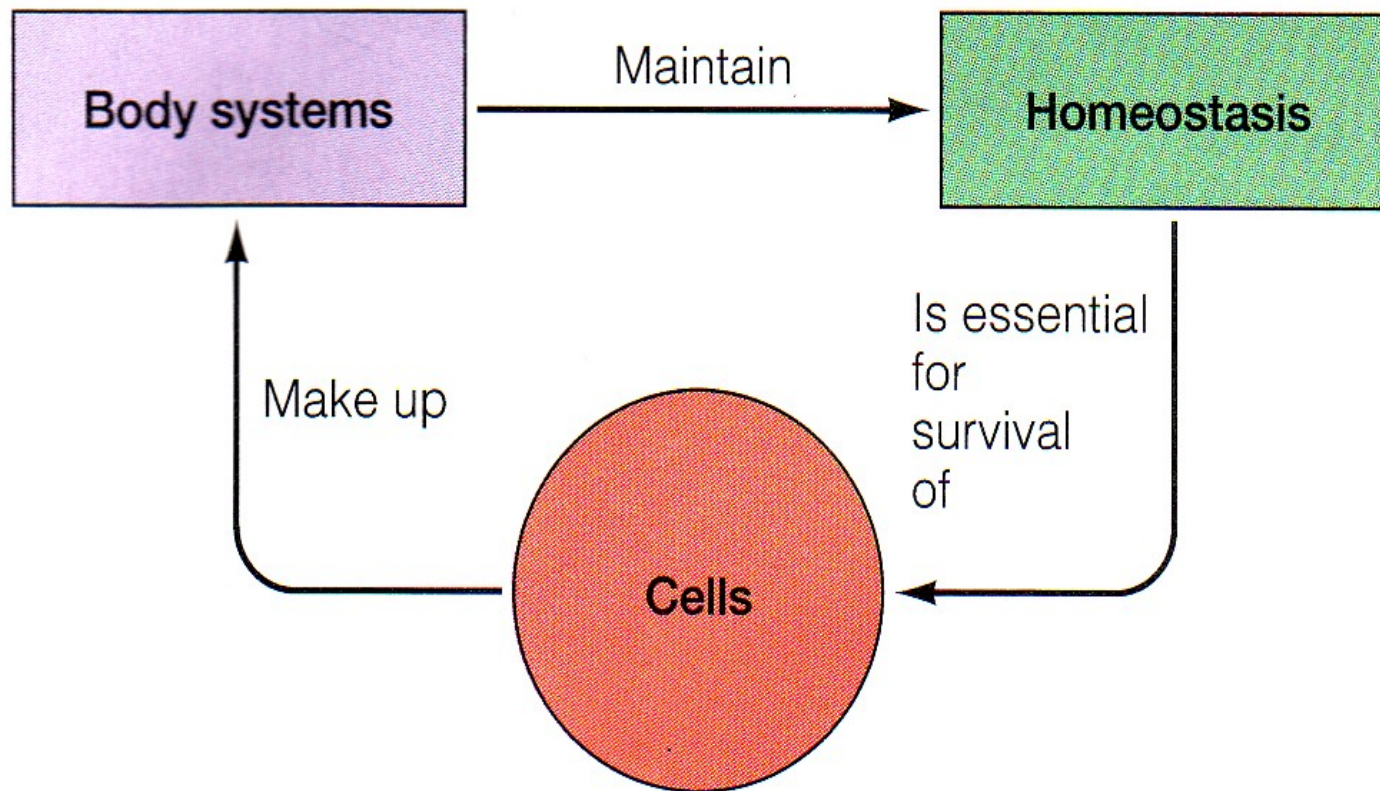 Body systems
Maintain
Homeostasis
Is essential
for
survival
of
Make up
Cells